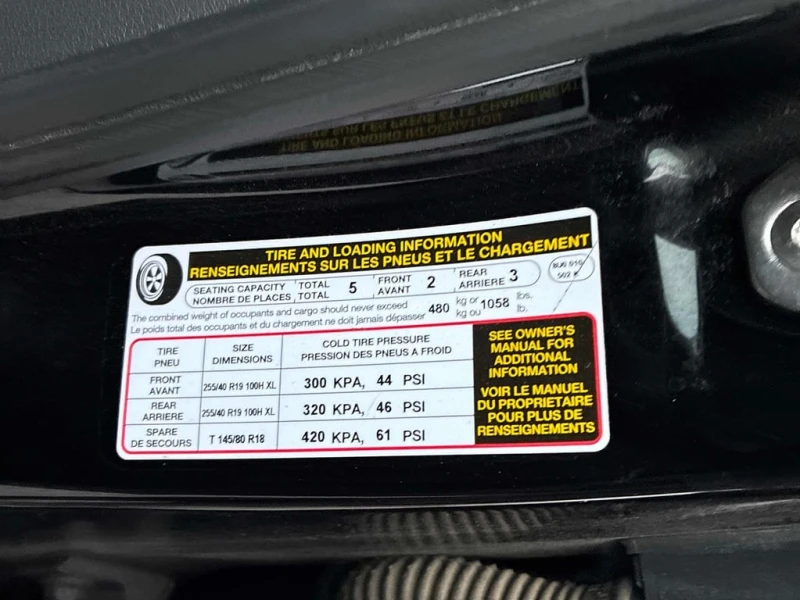 TIRE AND LOADING INFORMATION
RENSEIGNEMENTS SUR LES PNEUS ET LE CHARGEMENT
SEATING CAPACITY TOTAL 5 FRONT 2 REAR 3
NOMBRE DE PLACES TOTAL AVANT ARRIERE
The combined weight of occupants and cargo should never exceed 480 kg or 1058 lbs.
Le poids total des occupants et du chargement ne doit jamais dépasser kg ou lb.
TIRE SIZE COLD TIRE PRESSURE
PNEU DIMENSIONS PRESSION DES PNEUS A FROID
FRONT
AVANT 255/40 R19 100H XL 300 KPA, 44 PSI
REAR
ARRIERE 255/40 R19 100H XL 320 KPA, 46 PSI
SPARE
DE SECOURS T 145/80 R18 420 KPA, 61 PSI
SEE OWNER'S
MANUAL FOR
ADDITIONAL
INFORMATION
VOIR LE MANUEL
DU PROPRIETAIRE
POUR PLUS DE
RENSEIGNEMENTS